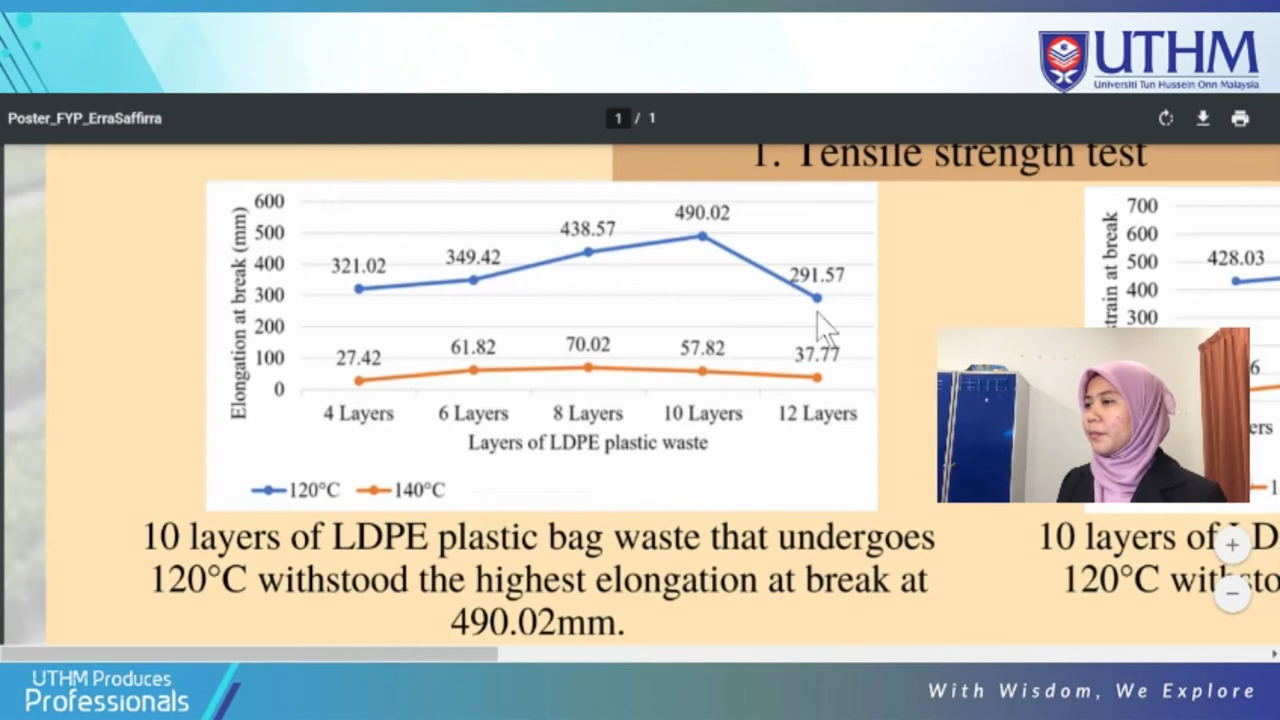 UTHM
Universiti Tun Hussein Onn Malaysia
Poster_FYP_ErraSaffirra
1 / 1
1. Tensile strength test
Elongation at break (mm)
600
500
400
300
200
100
0
321.02
349.42
438.57
490.02
291.57
27.42
61.82
70.02
57.82
37.77
4 Layers
6 Layers
8 Layers
10 Layers
12 Layers
Layers of LDPE plastic waste
120°C
140°C
10 layers of LDPE plastic bag waste that undergoes
120°C withstood the highest elongation at break at
490.02mm.
at break
700
600
500
400
300
428.03
10 layers of
120°C
UTHM Produces
Professionals
With Wisdom, We Explore